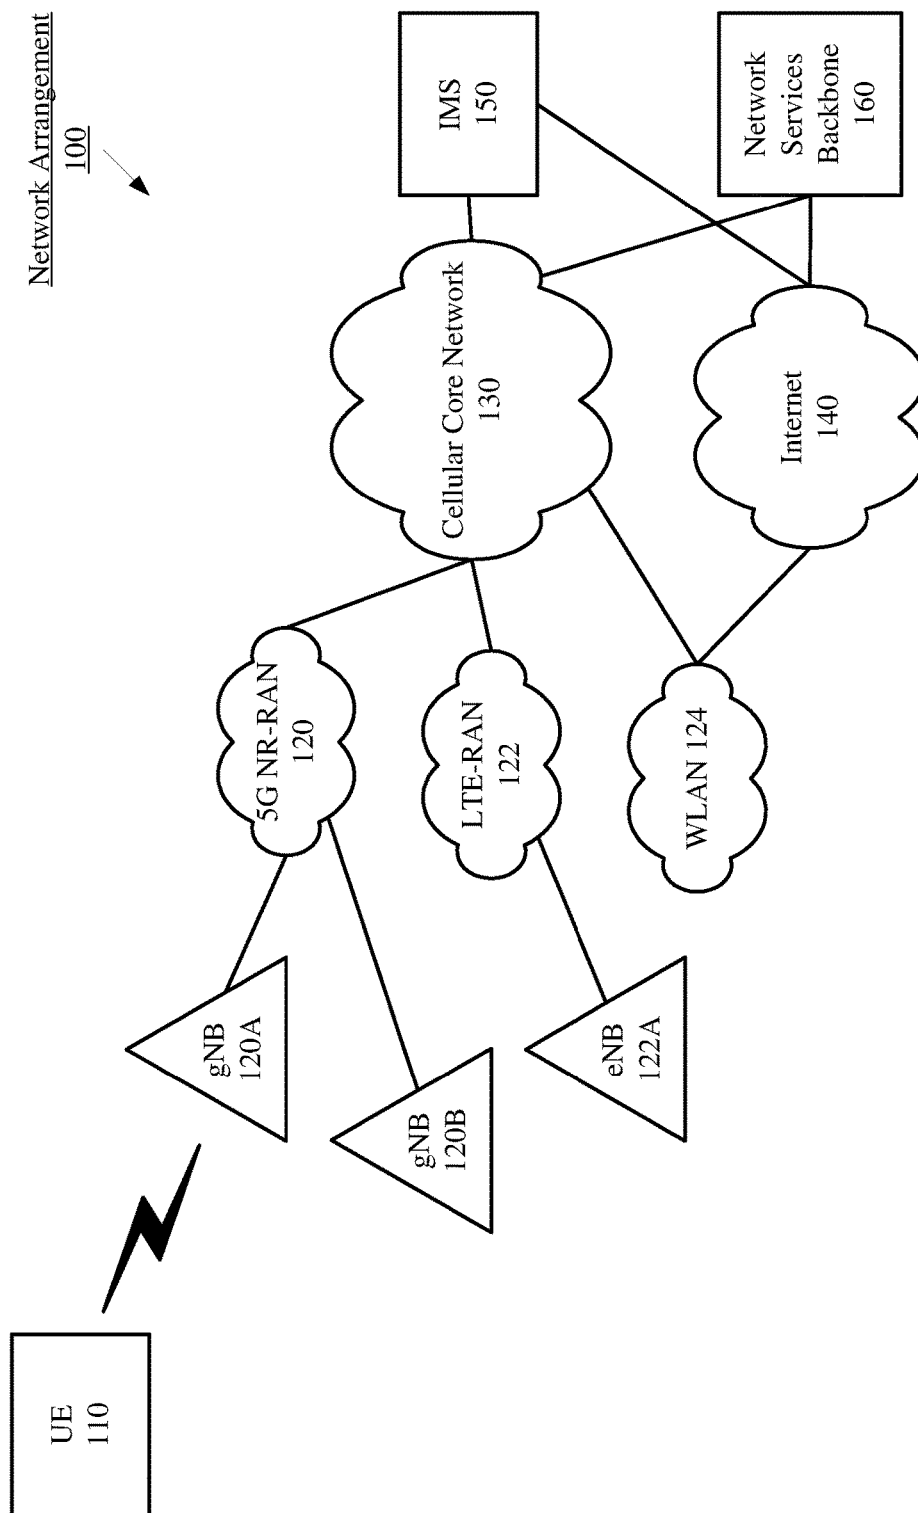 Network Arrangement
100
UE
110
gNB
120A
gNB
120B
eNB
122A
5G NR-RAN
120
LTE-RAN
122
WLAN 124
Cellular Core Network
130
Internet
140
IMS
150
Network
Services
Backbone
160